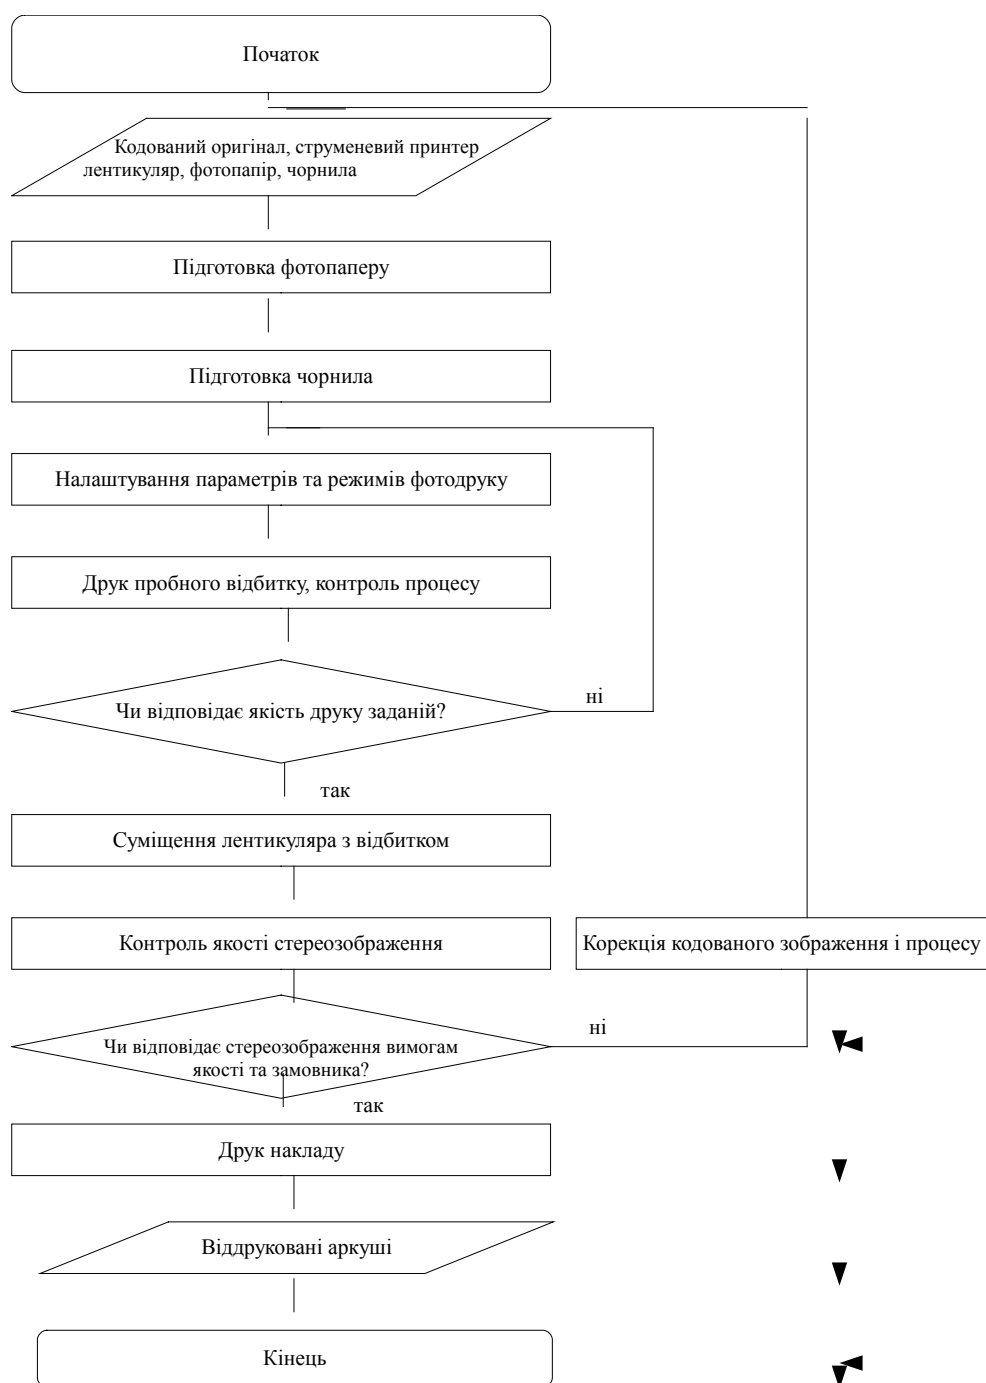 Початок
Кодований оригінал, струменевий принтер
лентикуляр, фотопапір, чорнила
Підготовка фотопаперу
Підготовка чорнила
Налаштування параметрів та режимів фотодруку
Друк пробного відбитку, контроль процесу
Чи відповідає якість друку заданій?
ні
так
Суміщення лентикуляра з відбитком
Контроль якості стереозображення
Корекція кодованого зображення і процесу
Чи відповідає стереозображення вимогам
якості та замовника?
ні
так
Друк накладу
Віддруковані аркуші
Кінець